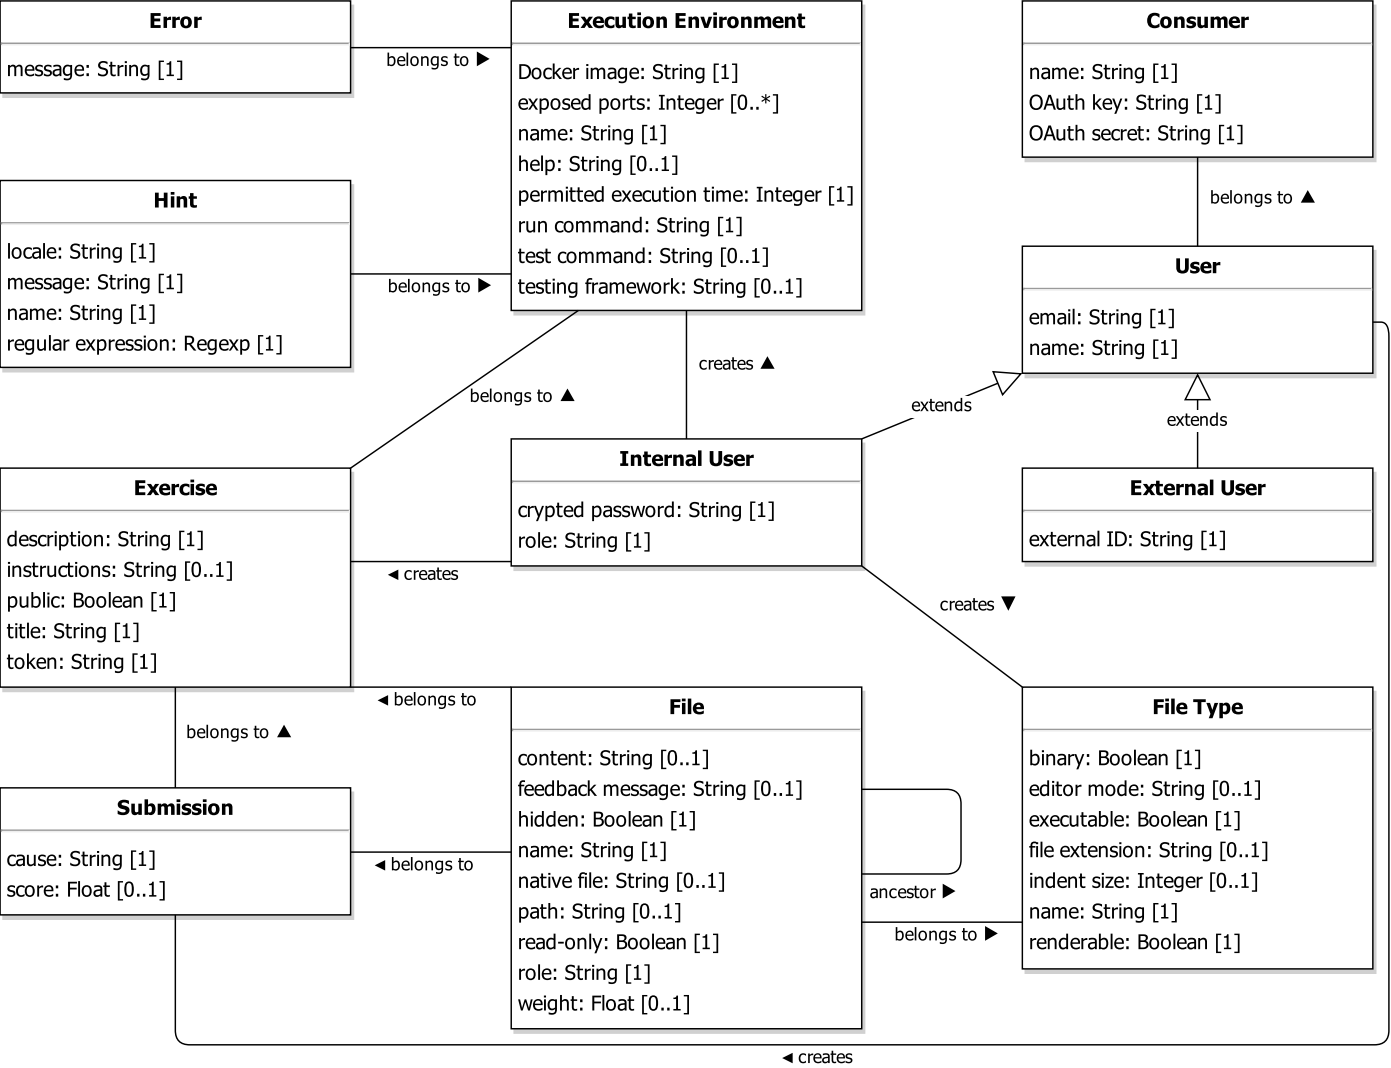 Error
message: String [1]
belongs to ▶
Execution Environment
Docker image: String [1]
exposed ports: Integer [0..*]
name: String [1]
help: String [0..1]
permitted execution time: Integer [1]
run command: String [1]
test command: String [0..1]
testing framework: String [0..1]
Consumer
name: String [1]
OAuth key: String [1]
OAuth secret: String [1]
belongs to ▲
Hint
locale: String [1]
message: String [1]
name: String [1]
regular expression: Regexp [1]
belongs to ▶
User
email: String [1]
name: String [1]
creates ▲
belongs to ▲
extends
extends
Exercise
description: String [1]
instructions: String [0..1]
public: Boolean [1]
title: String [1]
token: String [1]
Internal User
crypted password: String [1]
role: String [1]
External User
external ID: String [1]
◄ creates
creates ▼
◄ belongs to
belongs to ▲
File
content: String [0..1]
feedback message: String [0..1]
hidden: Boolean [1]
name: String [1]
native file: String [0..1]
path: String [0..1]
read-only: Boolean [1]
role: String [1]
weight: Float [0..1]
File Type
binary: Boolean [1]
editor mode: String [0..1]
executable: Boolean [1]
file extension: String [0..1]
indent size: Integer [0..1]
name: String [1]
renderable: Boolean [1]
Submission
cause: String [1]
score: Float [0..1]
◄ belongs to
ancestor ▶
belongs to ▶
◄ creates